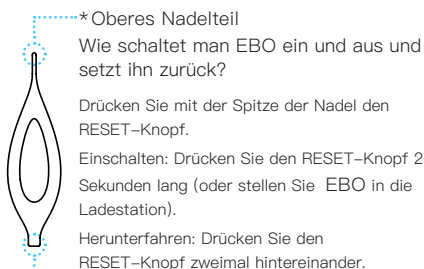 *Oberes Nadelteil
Wie schaltet man EBO ein und aus und
setzt ihn zurück?
Drücken Sie mit der Spitze der Nadel den
RESET-Knopf.
Einschalten: Drücken Sie den RESET-Knopf 2
Sekunden lang (oder stellen Sie EBO in die
Ladestation).
Herunterfahren: Drücken Sie den
RESET-Knopf zweimal hintereinander.